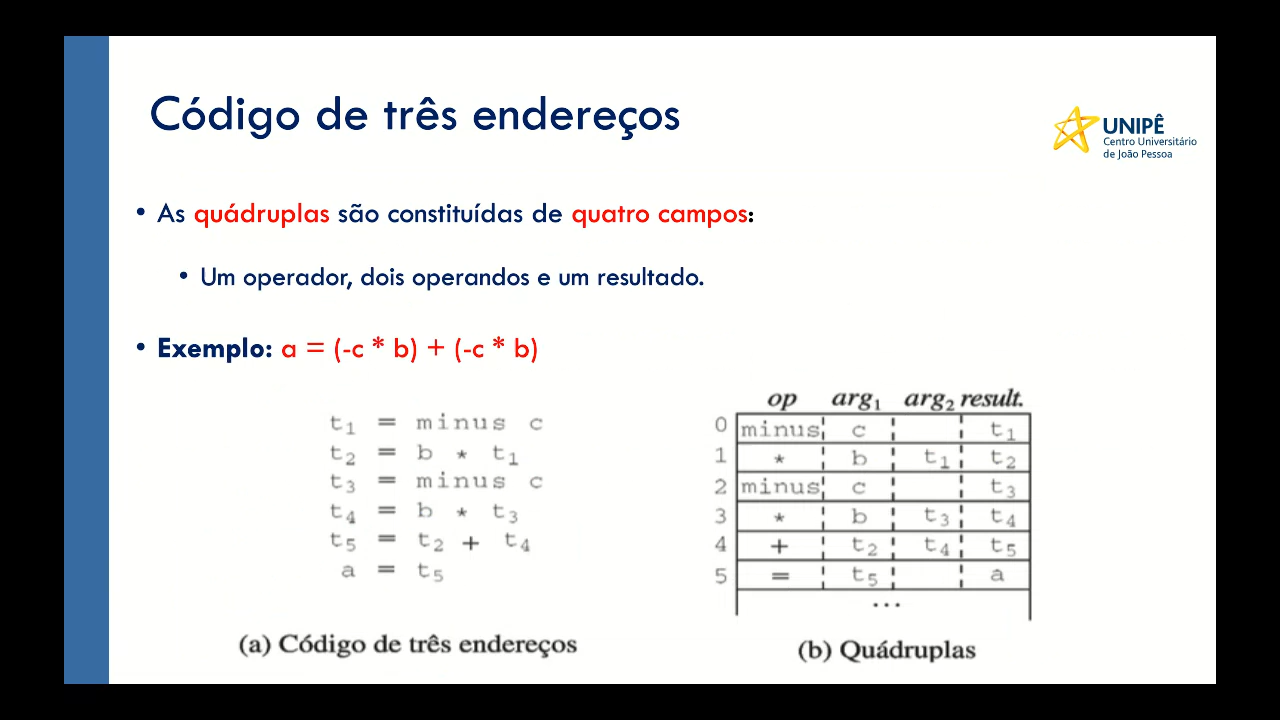 Código de três endereços
UNIPÊ
Centro Universitário
de João Pessoa
• As quádruplas são constituídas de quatro campos:
• Um operador, dois operandos e um resultado.
• Exemplo: a = (-c * b) + (-c * b)
t₁ = minus c
t₂ = b * t₁
t₃ = minus c
t₄ = b * t₃
t₅ = t₂ + t₄
a = t₅
(a) Código de três endereços
op arg₁ arg₂ result.
0 minus c t₁
1 * b t₁ t₂
2 minus c t₃
3 * b t₃ t₄
4 + t₂ t₄ t₅
5 = t₅ a
...
(b) Quádruplas